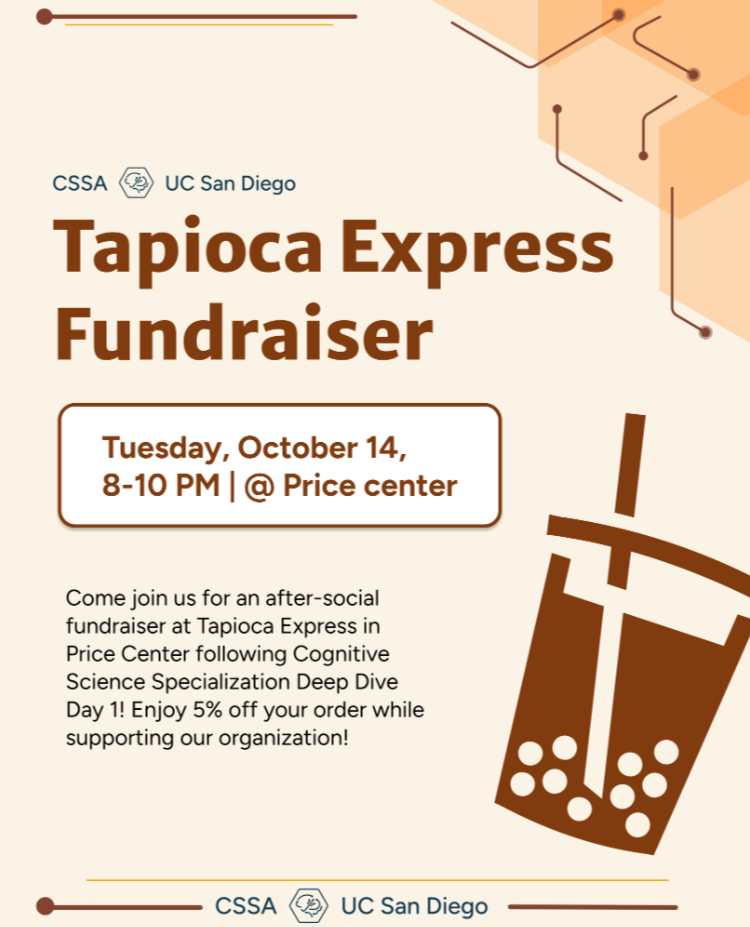 CSSA UC San Diego
Tapioca Express
Fundraiser
Tuesday, October 14,
8-10 PM | @ Price center
Come join us for an after-social
fundraiser at Tapioca Express in
Price Center following Cognitive
Science Specialization Deep Dive
Day 1! Enjoy 5% off your order while
supporting our organization!
CSSA UC San Diego